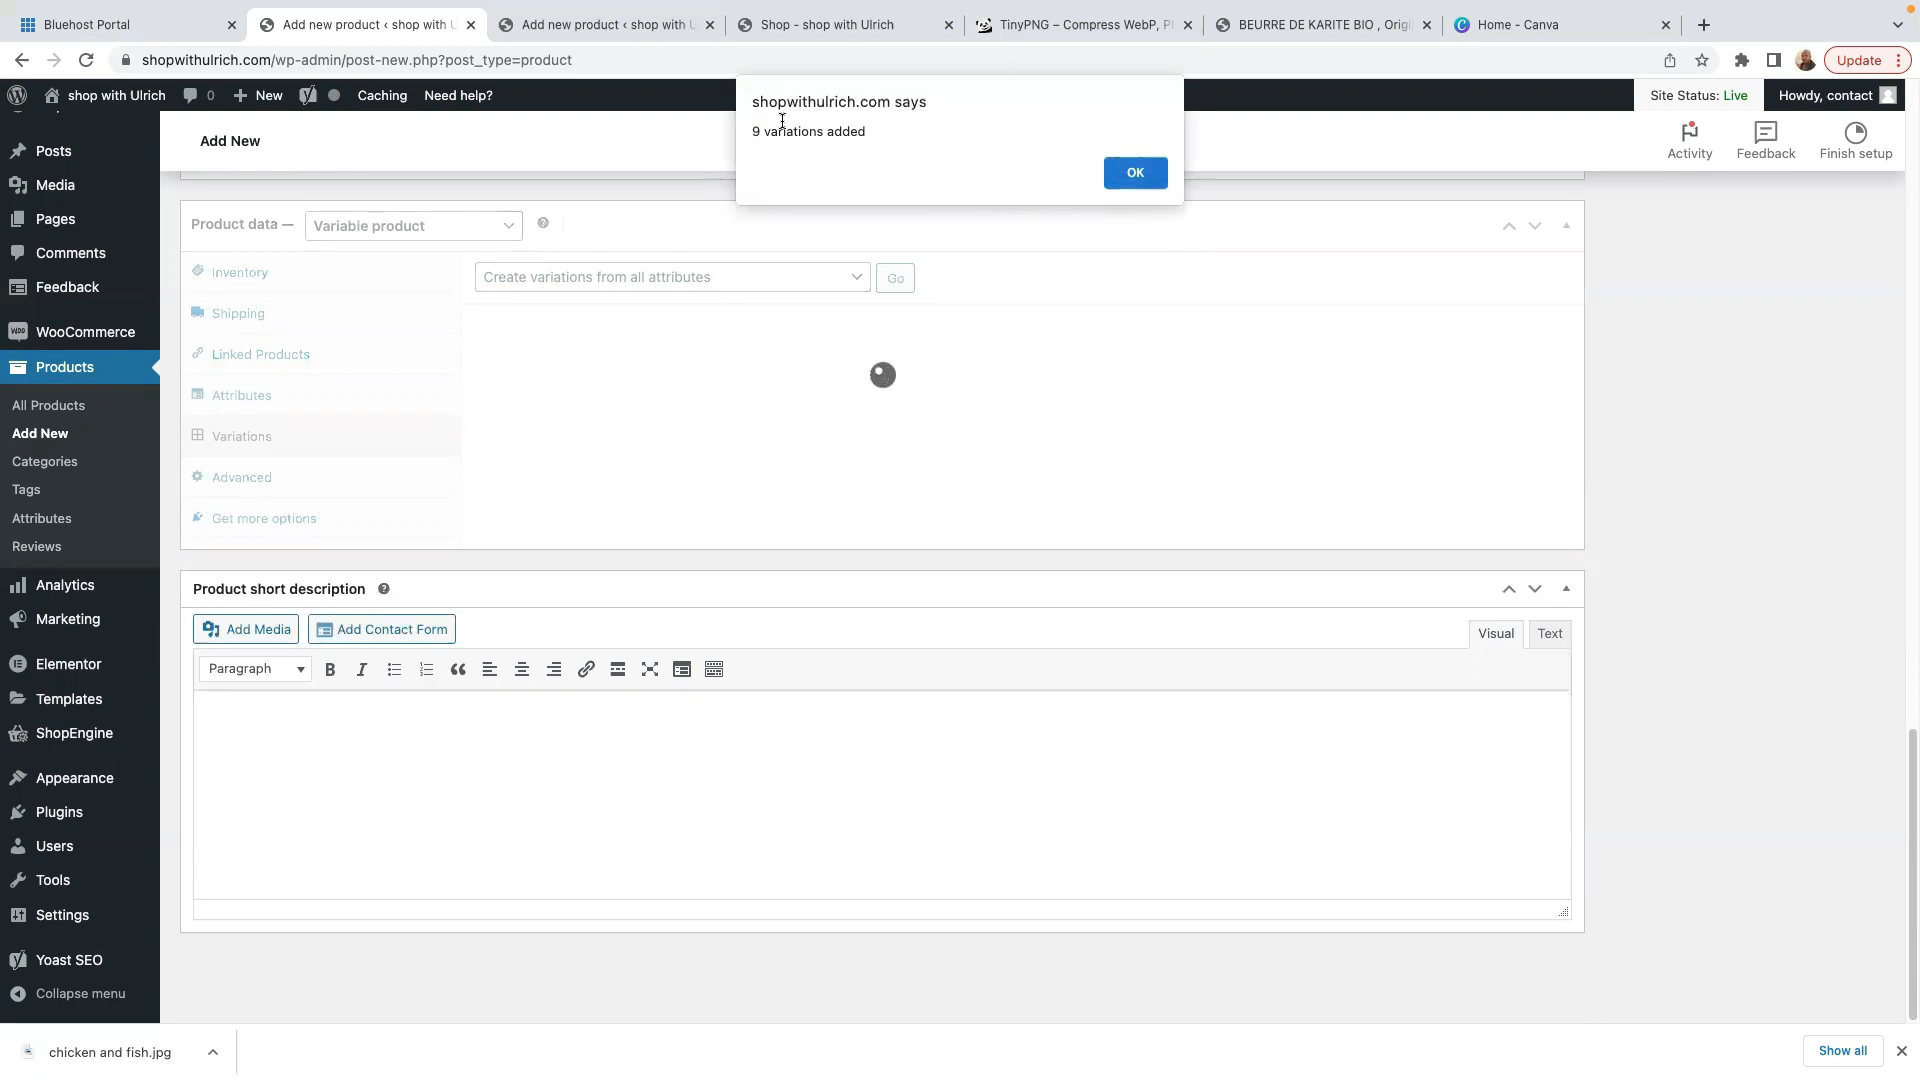 Bluehost Portal
Add new product ‹ shop with U
Add new product ‹ shop with U
Shop - shop with Ulrich
TinyPNG – Compress WebP, P
BEURRE DE KARITE BIO , Orig
Home - Canva
shopwithulrich.com/wp-admin/post-new.php?post_type=product
Update
shop with Ulrich
0
New
Caching
Need help?
Site Status: Live
Howdy, contact
shopwithulrich.com says
9 variations added
OK
Add New
Activity
Feedback
Finish setup
Posts
Media
Pages
Comments
Feedback
WooCommerce
Products
All Products
Add New
Categories
Tags
Attributes
Reviews
Analytics
Marketing
Elementor
Templates
ShopEngine
Appearance
Plugins
Users
Tools
Settings
Yoast SEO
Collapse menu
Product data —
Variable product
Inventory
Shipping
Linked Products
Attributes
Variations
Advanced
Get more options
Create variations from all attributes
Go
Product short description
Add Media
Add Contact Form
Visual
Text
Paragraph
B
I
chicken and fish.jpg
Show all